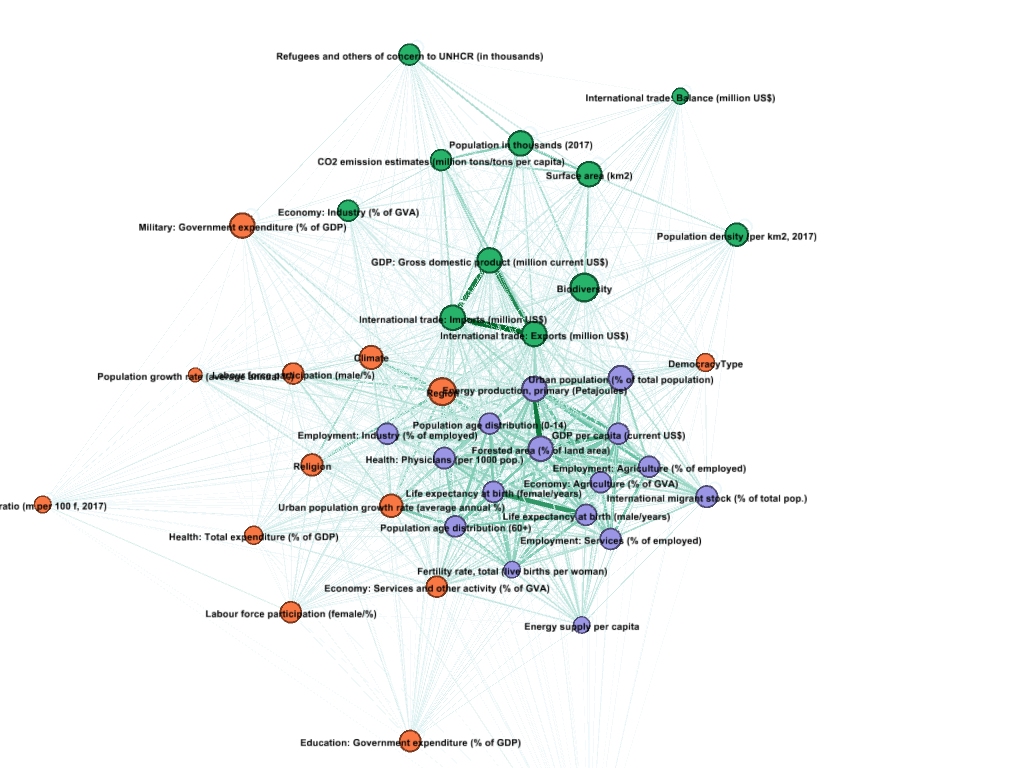 Refugees and others of concern to UNHCR (in thousands)
International trade: Balance (million US$)
Population in thousands (2017)
CO2 emission estimates (million tons/tons per capita)
Surface area (km2)
Economy: Industry (% of GVA)
Military: Government expenditure (% of GDP)
Population density (per km2, 2017)
GDP: Gross domestic product (million current US$)
Biodiversity
International trade: Imports (million US$)
International trade: Exports (million US$)
Climate
DemocracyType
Population growth rate (average annual %)
Labour force participation (male/%)
Urban population (% of total population)
Region
Energy production, primary (Petajoules)
Population age distribution (0-14)
Employment: Industry (% of employed)
GDP per capita (current US$)
Forested area (% of land area)
Health: Physicians (per 1000 pop.)
Religion
Employment: Agriculture (% of employed)
Economy: Agriculture (% of GVA)
Life expectancy at birth (female/years)
International migrant stock (% of total pop.)
ratio (m per 100 f, 2017)
Urban population growth rate (average annual %)
Life expectancy at birth (male/years)
Population age distribution (60+)
Health: Total expenditure (% of GDP)
Employment: Services (% of employed)
Fertility rate, total (live births per woman)
Economy: Services and other activity (% of GVA)
Labour force participation (female/%)
Energy supply per capita
Education: Government expenditure (% of GDP)